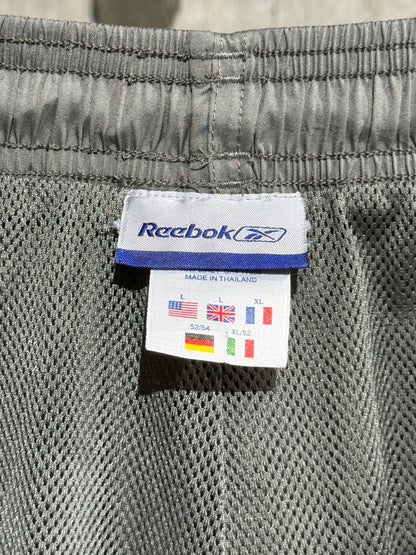 Reebok
MADE IN THAILAND
L L XL
52/54 XL/52